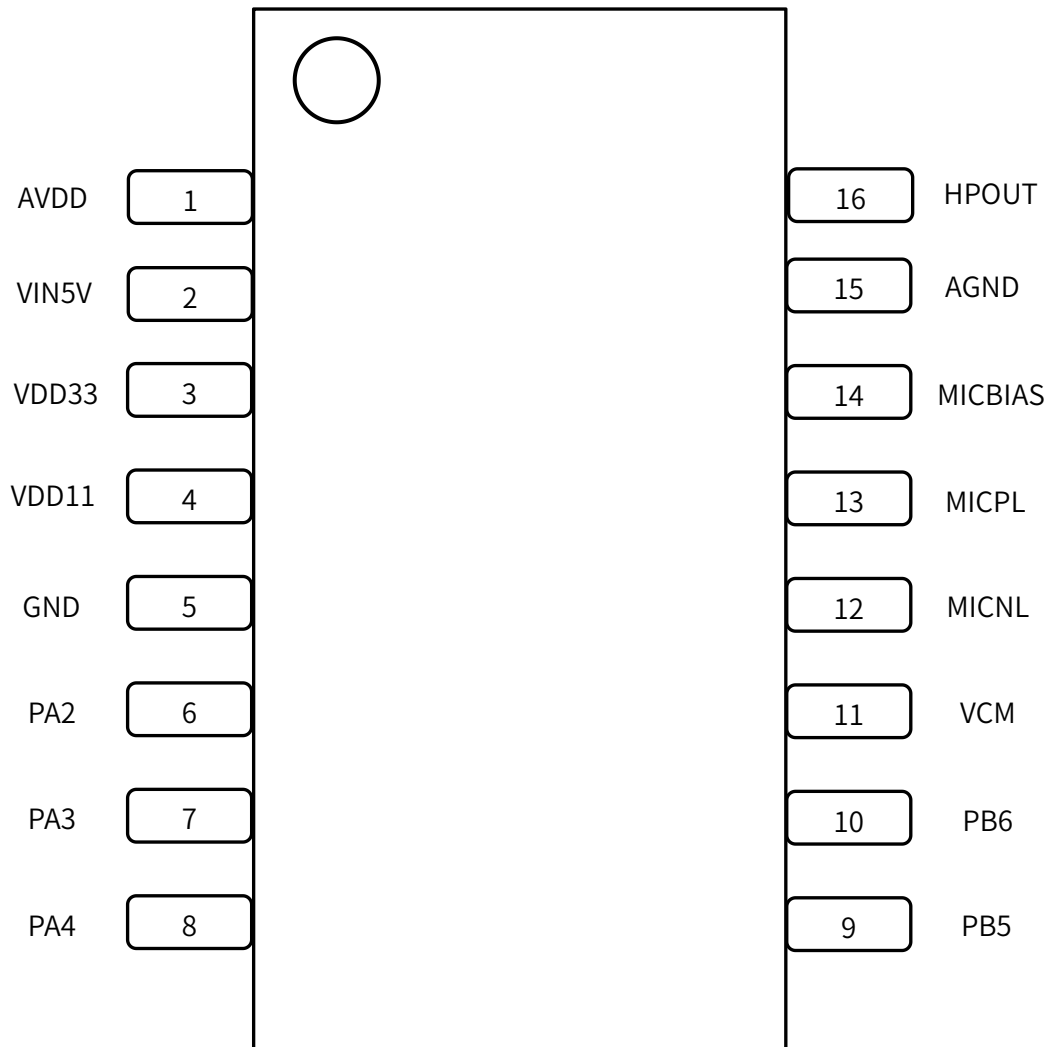 AVDD 1 16 HPOUT
VIN5V 2 15 AGND
VDD33 3 14 MICBIAS
VDD11 4 13 MICPL
GND 5 12 MICNL
PA2 6 11 VCM
PA3 7 10 PB6
PA4 8 9 PB5